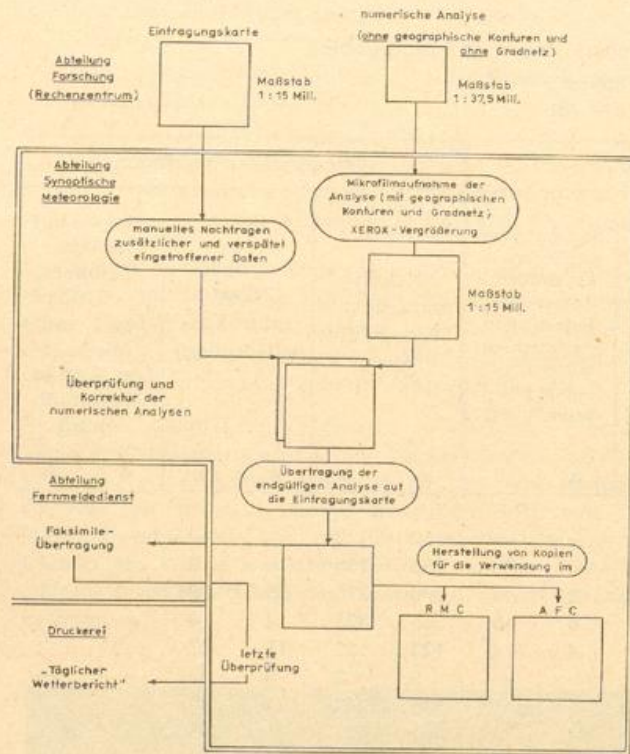 numerische Analyse
Eintragungskarte
(ohne geographische Konturen und
ohne Gradnetz)
Abteilung
Forschung
(Rechenzentrum)
Maßstab
1 : 15 Mill.
Maßstab
1 : 37,5 Mill.
Abteilung
Synoptische
Meteorologie
Mikrofilmaufnahme der
Analyse (mit geographischen
Konturen und Gradnetz)
XEROX-Vergrößerung
manuelles Nachtragen
zusätzlicher und verspätet
eingetroffener Daten
Maßstab
1 : 15 Mill.
Überprüfung und
Korrektur der
numerischen Analysen
Übertragung der
endgültigen Analyse auf
die Eintragungskarte
Abteilung
Fernmeldedienst
Faksimile-
Übertragung
Herstellung von Kopien
für die Verwendung im
R M C
A F C
Druckerei
letzte
Überprüfung
„Täglicher
Wetterbericht"